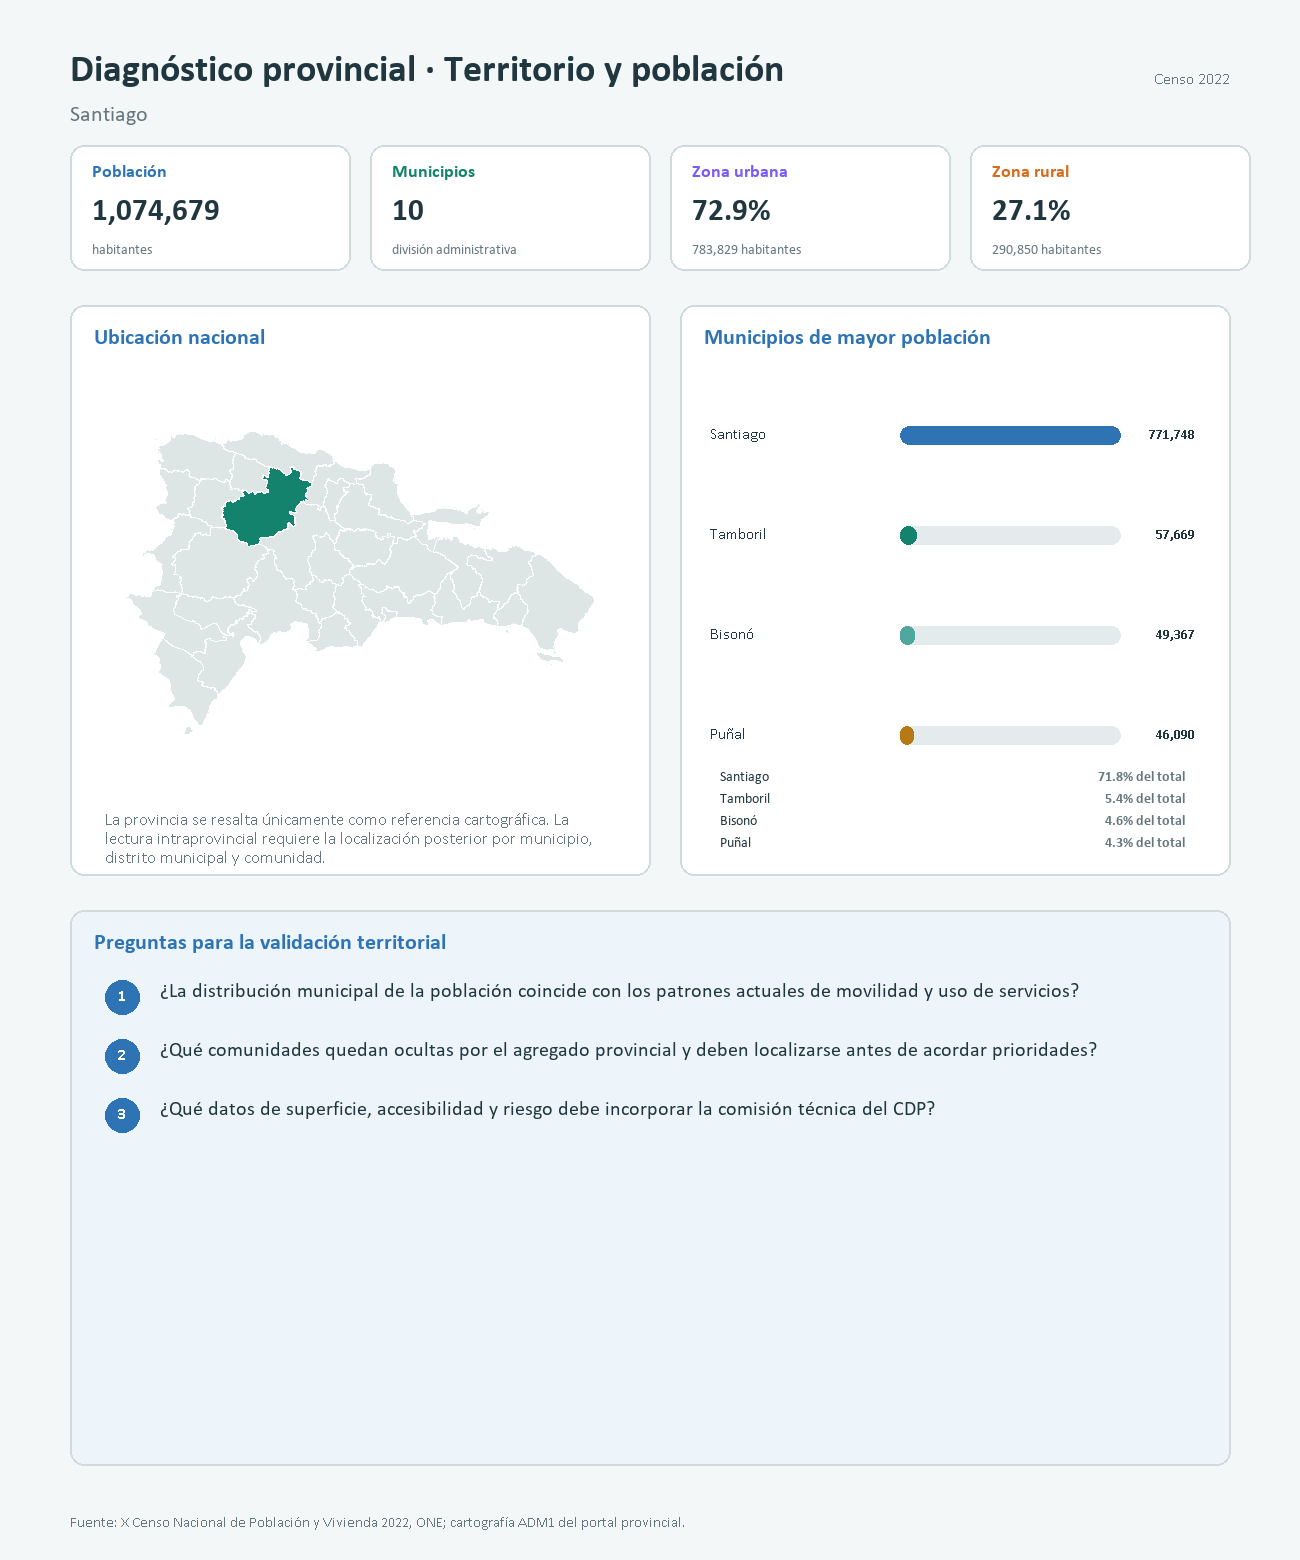 Diagnóstico provincial · Territorio y población
Censo 2022
Santiago
Población
1,074,679
habitantes
Municipios
10
división administrativa
Zona urbana
72.9%
783,829 habitantes
Zona rural
27.1%
290,850 habitantes
Ubicación nacional
La provincia se resalta únicamente como referencia cartográfica. La
lectura intraprovincial requiere la localización posterior por municipio,
distrito municipal y comunidad.
Municipios de mayor población
Santiago 771,748
Tamboril 57,669
Bisonó 49,367
Puñal 46,090
Santiago 71.8% del total
Tamboril 5.4% del total
Bisonó 4.6% del total
Puñal 4.3% del total
Preguntas para la validación territorial
1 ¿La distribución municipal de la población coincide con los patrones actuales de movilidad y uso de servicios?
2 ¿Qué comunidades quedan ocultas por el agregado provincial y deben localizarse antes de acordar prioridades?
3 ¿Qué datos de superficie, accesibilidad y riesgo debe incorporar la comisión técnica del CDP?
Fuente: X Censo Nacional de Población y Vivienda 2022, ONE; cartografía ADM1 del portal provincial.